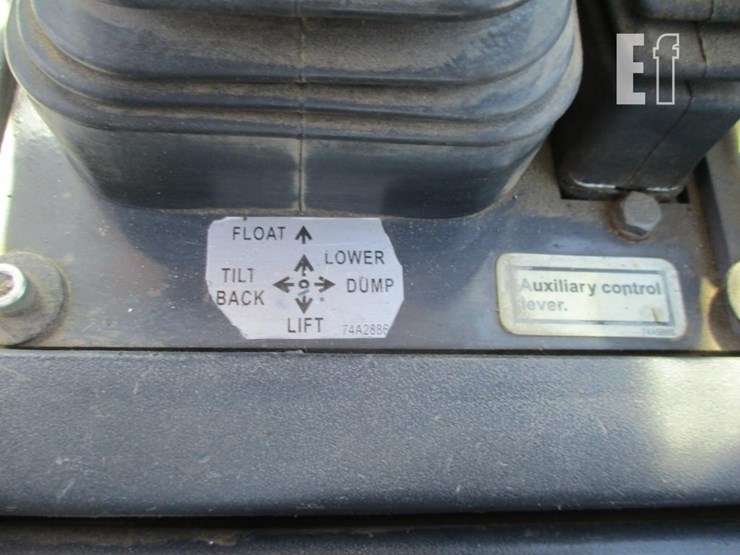 Ef
FLOAT
LOWER
TILT
BACK
DUMP
LIFT
74A2886
Auxiliary control
lever.